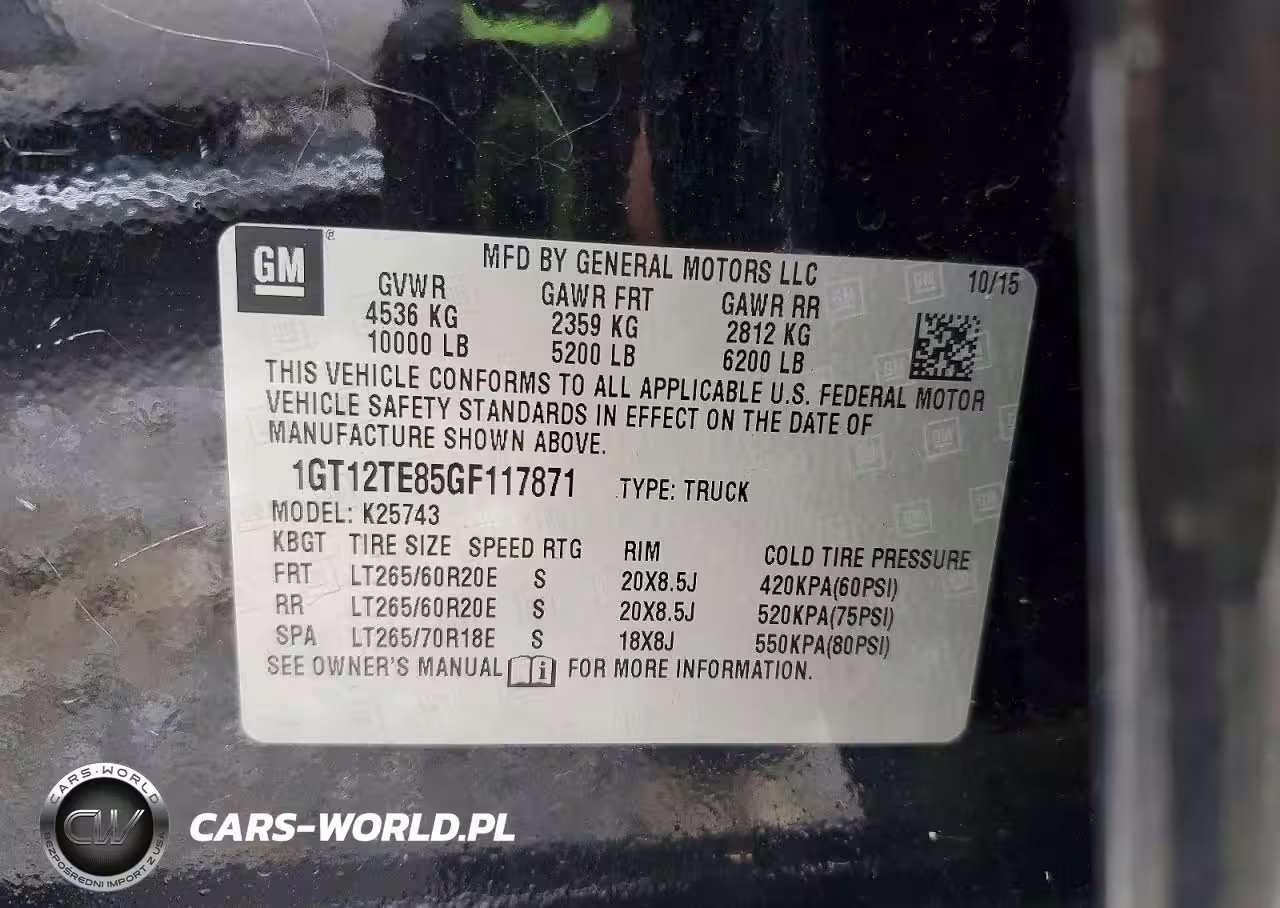 GM
MFD BY GENERAL MOTORS LLC 10/15
GVWR GAWR FRT GAWR RR
4536 KG 2359 KG 2812 KG
10000 LB 5200 LB 6200 LB
THIS VEHICLE CONFORMS TO ALL APPLICABLE U.S. FEDERAL MOTOR
VEHICLE SAFETY STANDARDS IN EFFECT ON THE DATE OF
MANUFACTURE SHOWN ABOVE.
1GT12TE85GF117871 TYPE: TRUCK
MODEL: K25743
KBGT TIRE SIZE SPEED RTG RIM COLD TIRE PRESSURE
FRT LT265/60R20E S 20X8.5J 420KPA(60PSI)
RR LT265/60R20E S 20X8.5J 520KPA(75PSI)
SPA LT265/70R18E S 18X8J 550KPA(80PSI)
SEE OWNER'S MANUAL i FOR MORE INFORMATION.
CARS-WORLD
CW
BEZPOŚREDNI IMPORT Z USA
CARS-WORLD.PL